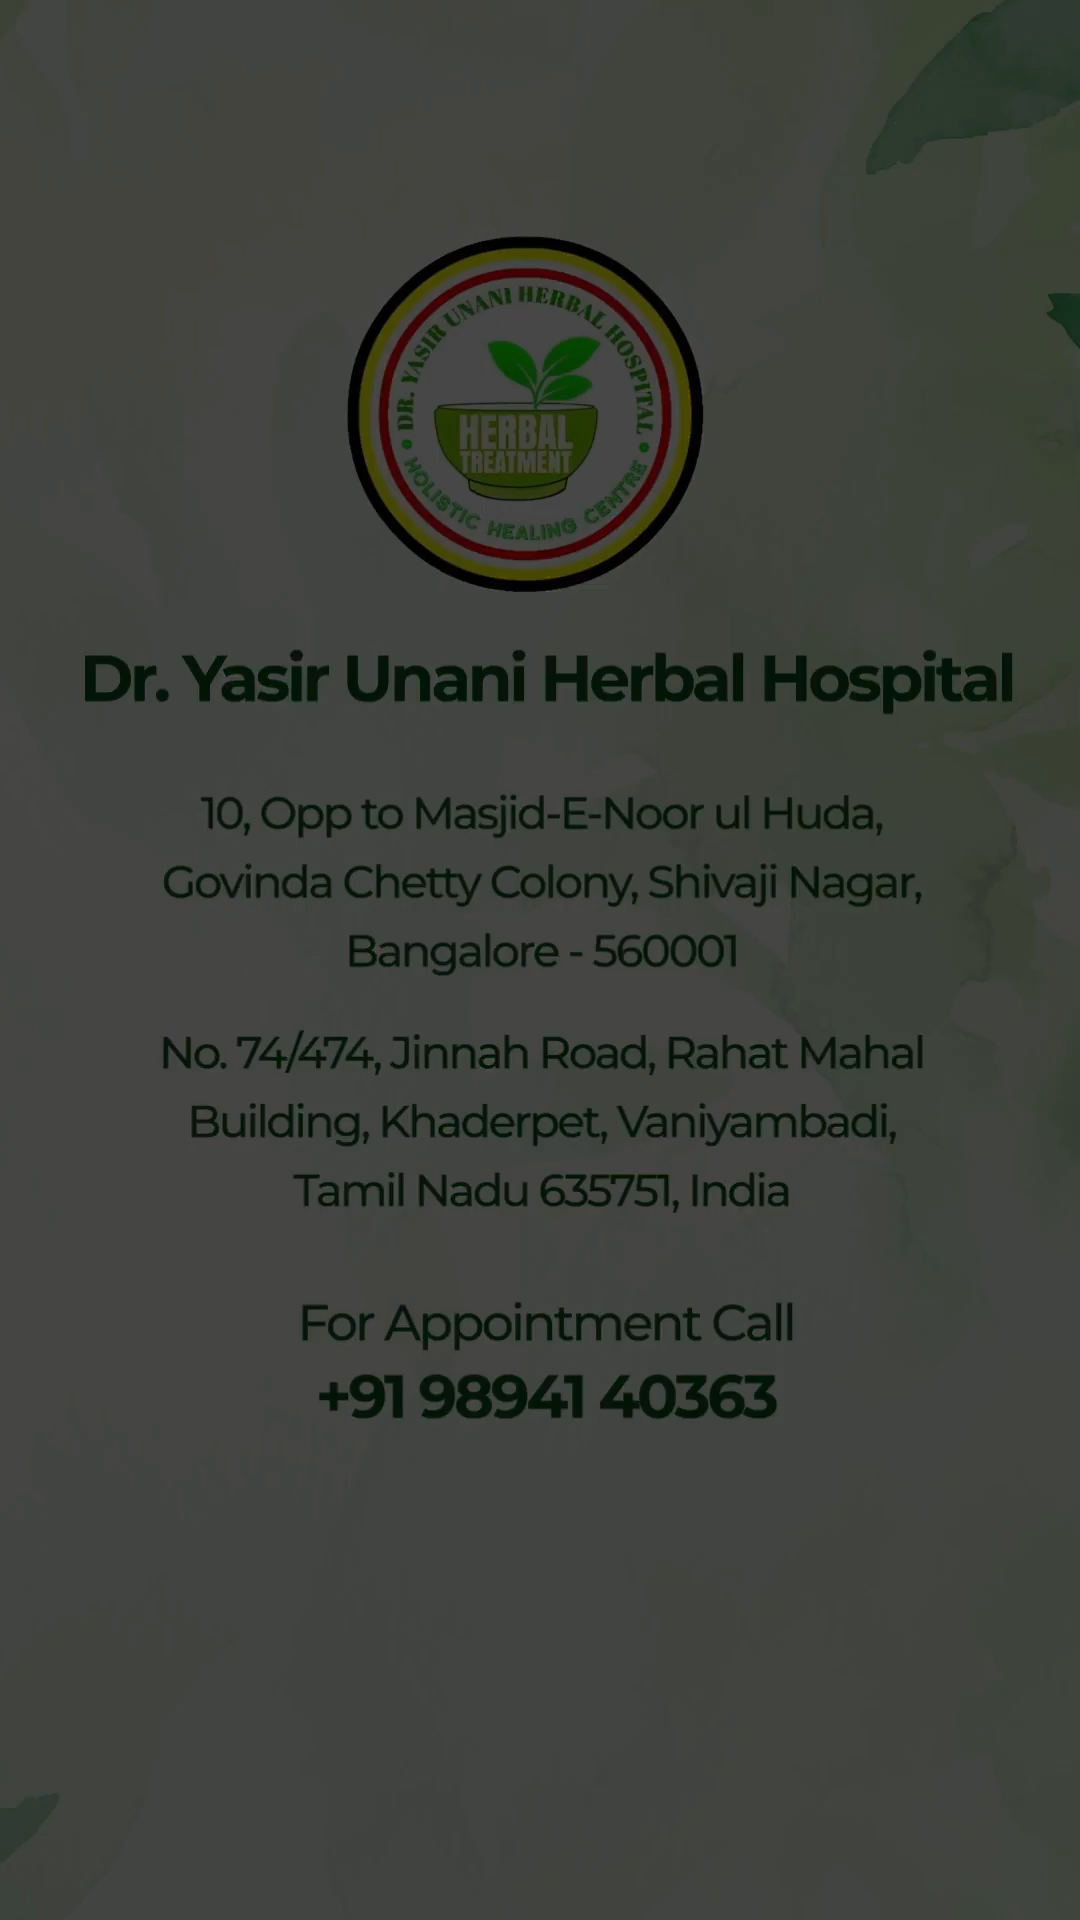 DR. YASIR UNANI HERBAL HOSPITAL
HERBAL
TREATMENT
HOLISTIC HEALING CENTRE
Dr. Yasir Unani Herbal Hospital
10, Opp to Masjid-E-Noor ul Huda,
Govinda Chetty Colony, Shivaji Nagar,
Bangalore - 560001
No. 74/474, Jinnah Road, Rahat Mahal
Building, Khaderpet, Vaniyambadi,
Tamil Nadu 635751, India
For Appointment Call
+91 98941 40363